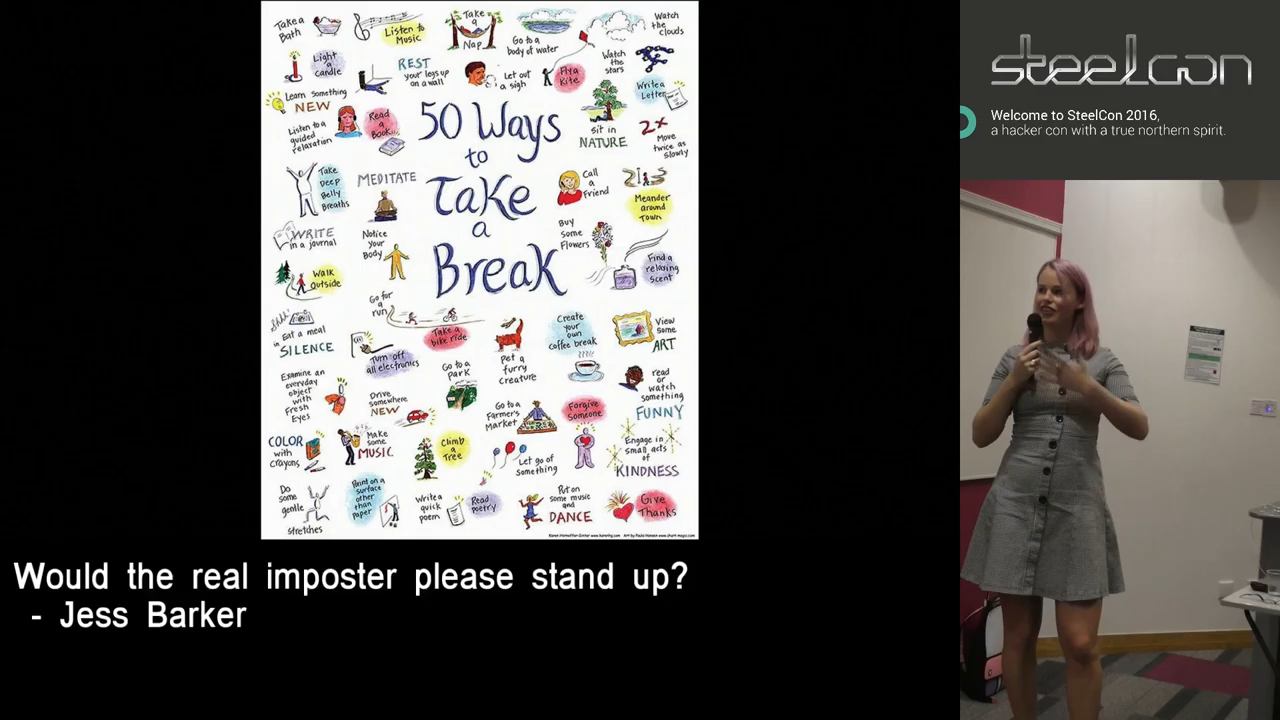 Take a
Bath
Listen to
Music
Take
a
Nap
Go to a
body of water
Watch
the
clouds
Light
a
candle
REST
your legs up
on a wall
Let out
a sigh
Fly a
Kite
Watch
the
stars
Write a
Letter
Learn something
NEW
Read
a
Book
Listen to a
guided
relaxation
50 Ways
to
Take
a
Break
sit in
NATURE
2x
Move
twice as
slowly
Take
Deep
Belly
Breaths
MEDITATE
Call
a
Friend
Meander
around
Town
WRITE
in a journal
Notice
your
Body
Buy
some
Flowers
Find a
relaxing
scent
Walk
Outside
Go for
a
run
Take a
bike ride
Create
your
own
coffee break
View
some
ART
Eat a meal
in
SILENCE
Turn off
all electronics
Pet a
furry
creature
Go to a
park
read
or
watch
something
FUNNY
Examine an
everyday
object
with
Fresh
Eyes
Drive
somewhere
NEW
Go to a
Farmer's
Market
Forgive
Someone
COLOR
with
Crayons
Make
some
MUSIC
Climb
a
Tree
Let go of
something
Engage in
small acts
of
KINDNESS
Do
some
gentle
stretches
Paint on a
surface
other
than
paper
Write a
quick
poem
Read
poetry
Put on
some music
and
DANCE
Give
Thanks
Would the real imposter please stand up?
- Jess Barker
steelcon
Welcome to SteelCon 2016,
a hacker con with a true northern spirit.